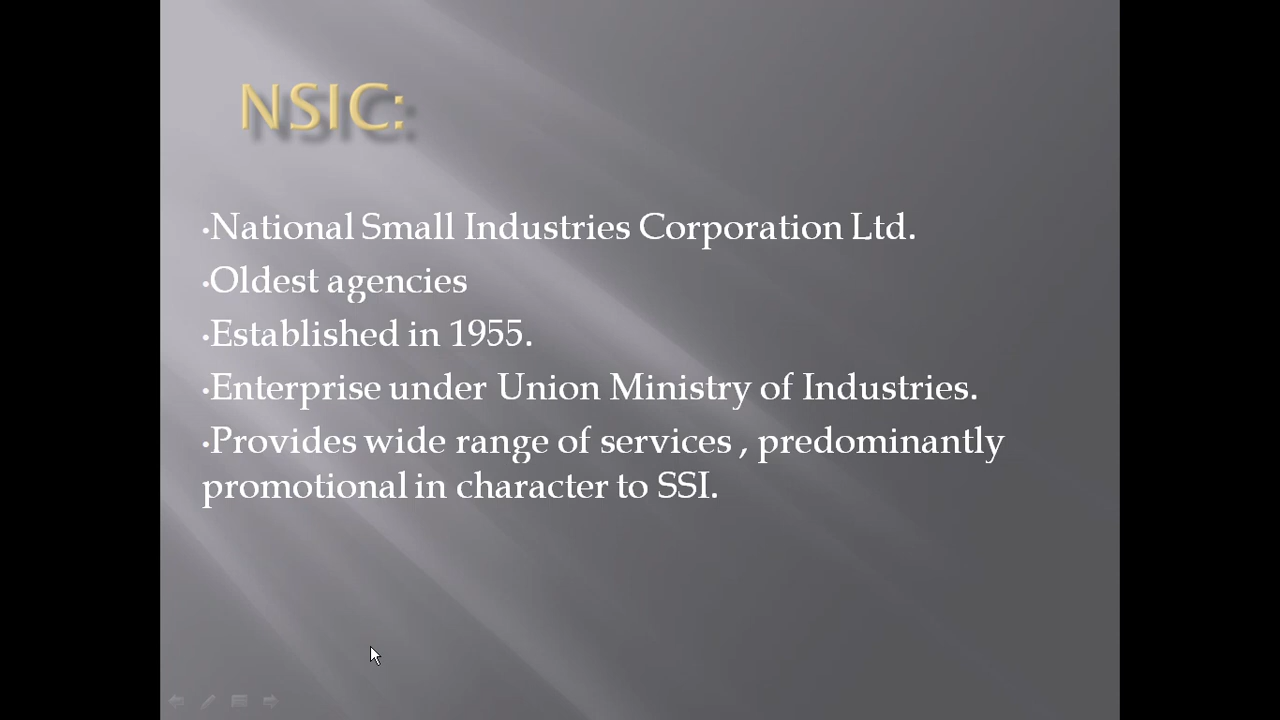 NSIC:
•National Small Industries Corporation Ltd.
•Oldest agencies
•Established in 1955.
•Enterprise under Union Ministry of Industries.
•Provides wide range of services , predominantly
promotional in character to SSI.